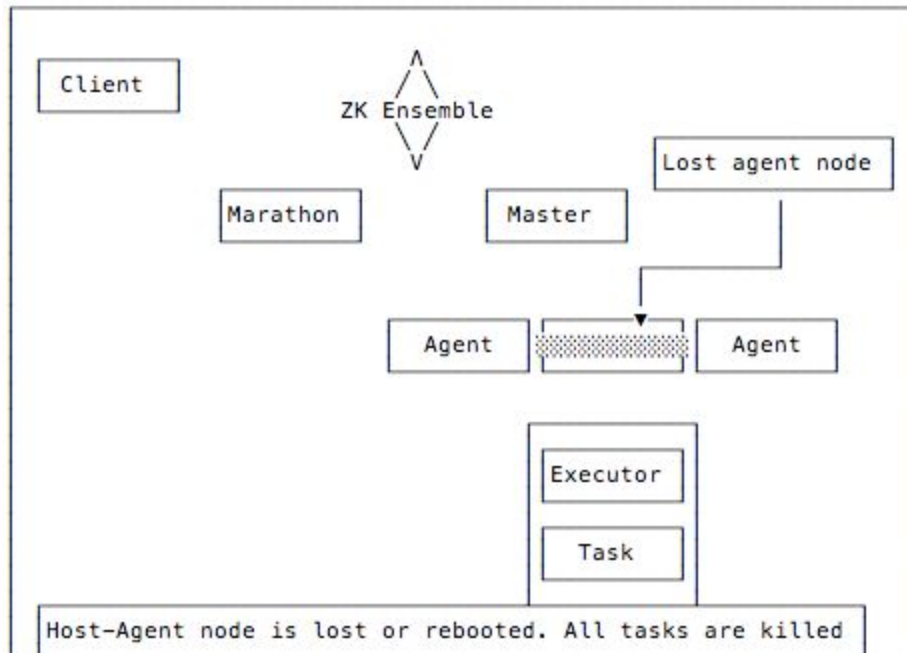 Client
ZK Ensemble
Lost agent node
Marathon
Master
Agent
Agent
Executor
Task
Host-Agent node is lost or rebooted. All tasks are killed